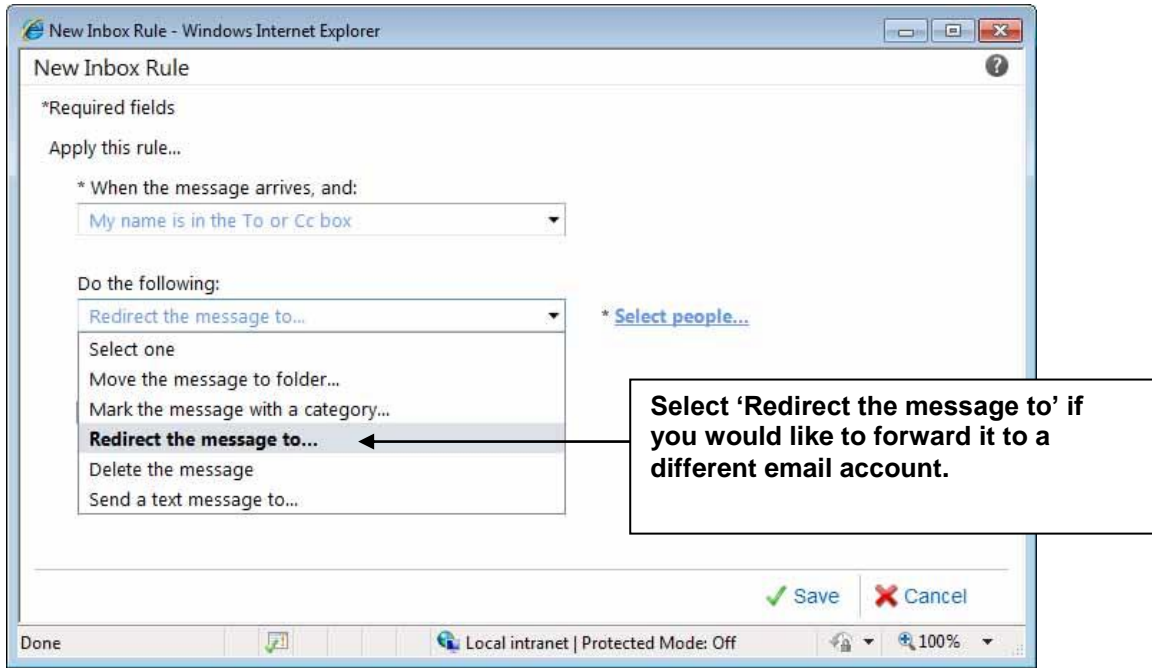 New Inbox Rule - Windows Internet Explorer
New Inbox Rule
*Required fields
Apply this rule...
* When the message arrives, and:
My name is in the To or Cc box
Do the following:
Redirect the message to...
* Select people...
Select one
Move the message to folder...
Mark the message with a category...
Redirect the message to...
Delete the message
Send a text message to...
Select ‘Redirect the message to’ if
you would like to forward it to a
different email account.
Save
Cancel
Done
Local intranet | Protected Mode: Off
100%